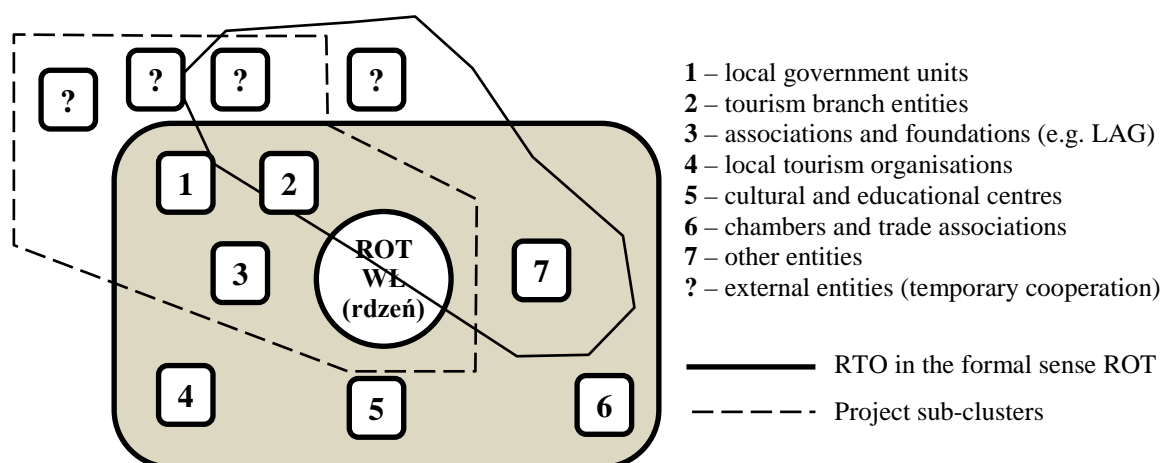 ?
?
?
?
1
2
3
ROT
WŁ
(rdzeń)
7
4
5
6
1 – local government units
2 – tourism branch entities
3 – associations and foundations (e.g. LAG)
4 – local tourism organisations
5 – cultural and educational centres
6 – chambers and trade associations
7 – other entities
? – external entities (temporary cooperation)
RTO in the formal sense ROT
Project sub-clusters